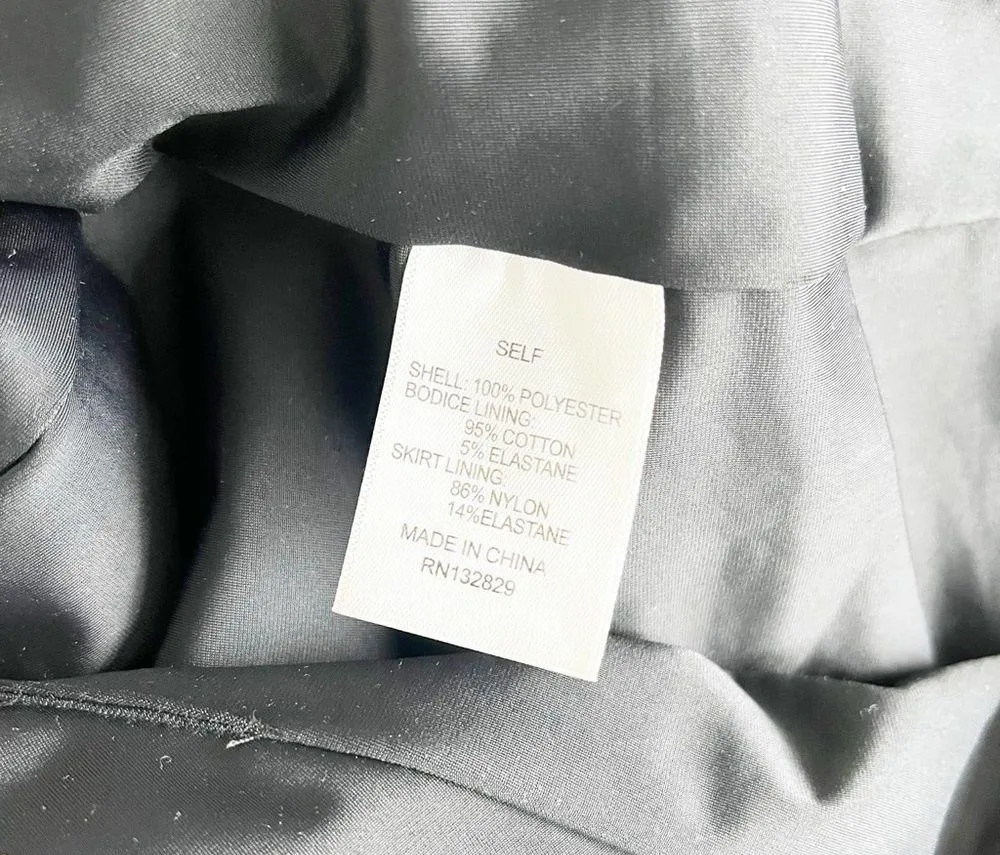 SELF
SHELL: 100% POLYESTER
BODICE LINING:
95% COTTON
5% ELASTANE
SKIRT LINING:
86% NYLON
14%ELASTANE
MADE IN CHINA
RN132829